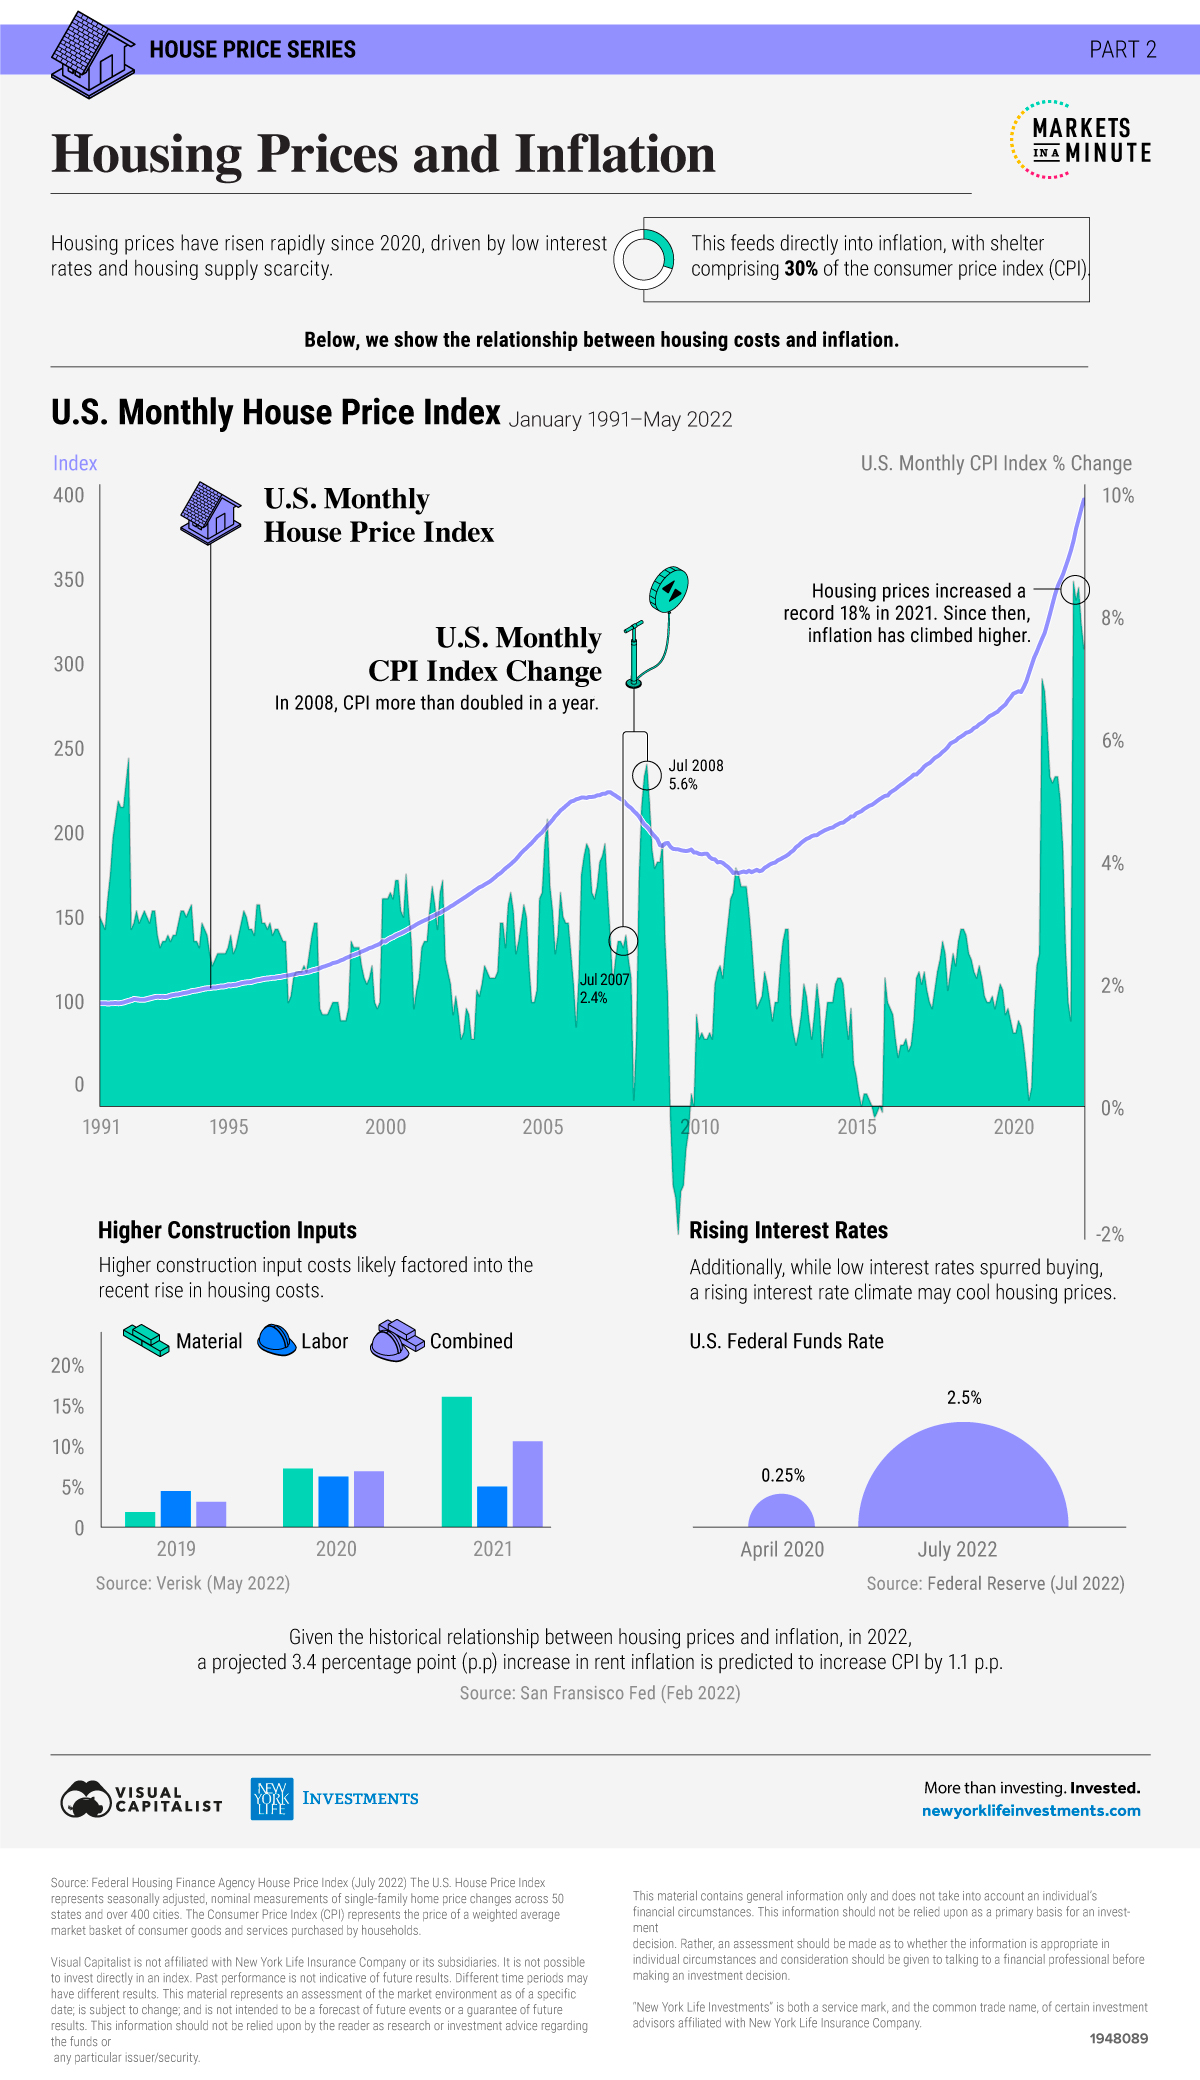 HOUSE PRICE SERIES
PART 2
Housing Prices and Inflation
MARKETS
IN A MINUTE
Housing prices have risen rapidly since 2020, driven by low interest
rates and housing supply scarcity.
This feeds directly into inflation, with shelter
comprising 30% of the consumer price index (CPI).
Below, we show the relationship between housing costs and inflation.
U.S. Monthly House Price Index January 1991–May 2022
Index
U.S. Monthly CPI Index % Change
400
350
300
250
200
150
100
0
10%
8%
6%
4%
2%
0%
-2%
U.S. Monthly
House Price Index
U.S. Monthly
CPI Index Change
In 2008, CPI more than doubled in a year.
Housing prices increased a
record 18% in 2021. Since then,
inflation has climbed higher.
Jul 2008
5.6%
Jul 2007
2.4%
1991
1995
2000
2005
2010
2015
2020
Higher Construction Inputs
Higher construction input costs likely factored into the
recent rise in housing costs.
Material
Labor
Combined
20%
15%
10%
5%
0
2019
2020
2021
Source: Verisk (May 2022)
Rising Interest Rates
Additionally, while low interest rates spurred buying,
a rising interest rate climate may cool housing prices.
U.S. Federal Funds Rate
0.25%
2.5%
April 2020
July 2022
Source: Federal Reserve (Jul 2022)
Given the historical relationship between housing prices and inflation, in 2022,
a projected 3.4 percentage point (p.p) increase in rent inflation is predicted to increase CPI by 1.1 p.p.
Source: San Fransisco Fed (Feb 2022)
VISUAL
CAPITALIST
NEW
YORK
LIFE
INVESTMENTS
More than investing. Invested.
newyorklifeinvestments.com
Source: Federal Housing Finance Agency House Price Index (July 2022) The U.S. House Price Index
represents seasonally adjusted, nominal measurements of single-family home price changes across 50
states and over 400 cities. The Consumer Price Index (CPI) represents the price of a weighted average
market basket of consumer goods and services purchased by households.
Visual Capitalist is not affiliated with New York Life Insurance Company or its subsidiaries. It is not possible
to invest directly in an index. Past performance is not indicative of future results. Different time periods may
have different results. This material represents an assessment of the market environment as of a specific
date; is subject to change; and is not intended to be a forecast of future events or a guarantee of future
results. This information should not be relied upon by the reader as research or investment advice regarding
the funds or
any particular issuer/security.
This material contains general information only and does not take into account an individual's
financial circumstances. This information should not be relied upon as a primary basis for an invest-
ment
decision. Rather, an assessment should be made as to whether the information is appropriate in
individual circumstances and consideration should be given to talking to a financial professional before
making an investment decision.
"New York Life Investments" is both a service mark, and the common trade name, of certain investment
advisors affiliated with New York Life Insurance Company.
1948089